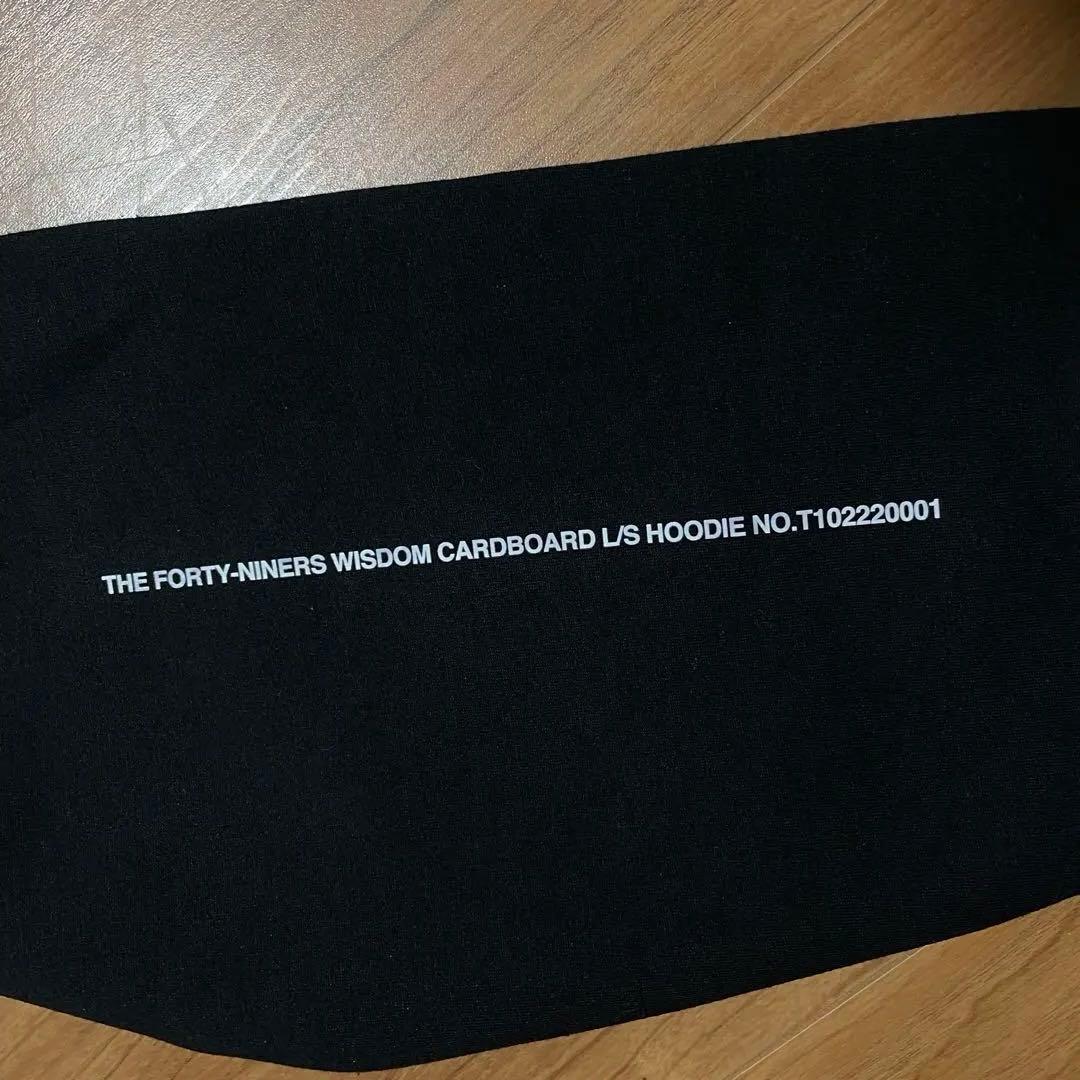 THE FORTY-NINERS WISDOM CARDBOARD L/S HOODIE NO.T102220001